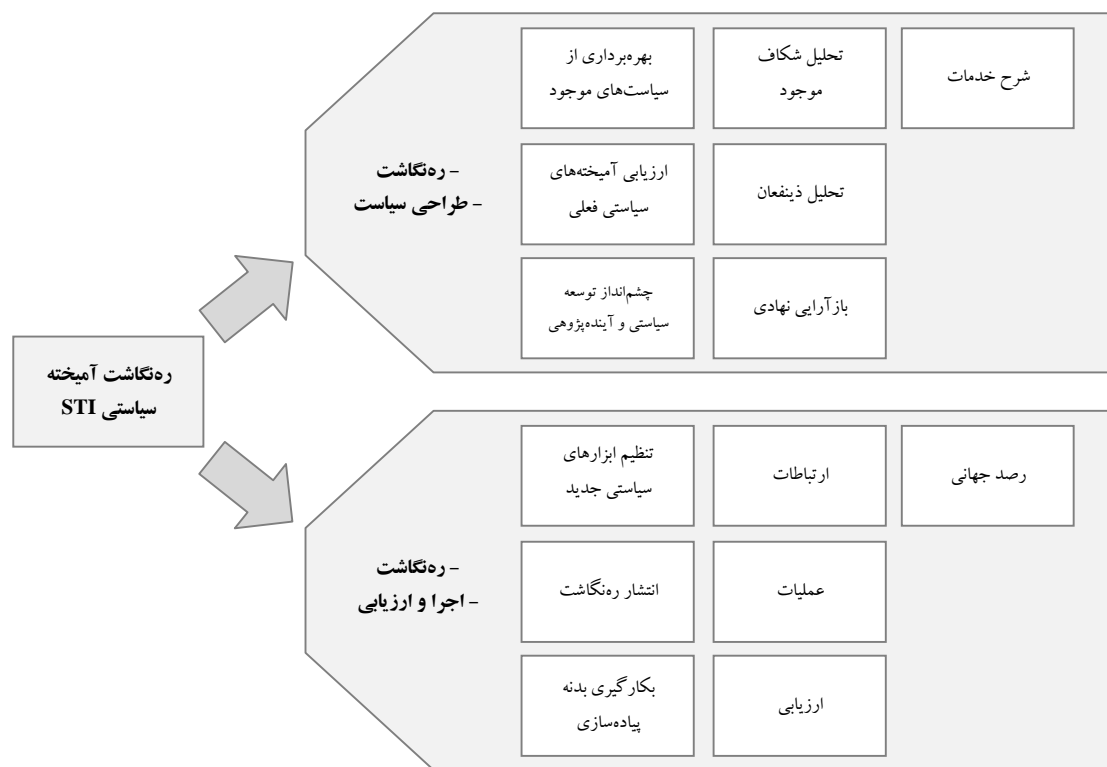 شرح خدمات
تحلیل شکاف
موجود
بهره‌برداری از
سیاست‌های موجود
تحلیل ذینفعان
ارزیابی آمیخته‌های
سیاستی فعلی
بازآرایی نهادی
چشم‌انداز توسعه
سیاستی و آینده‌پژوهی
– ره‌نگاشت
– طراحی سیاست
ره‌نگاشت آمیخته
سیاستی STI
رصد جهانی
ارتباطات
تنظیم ابزارهای
سیاستی جدید
عملیات
انتشار ره‌نگاشت
ارزیابی
بکارگیری بدنه
پیاده‌سازی
– ره‌نگاشت
– اجرا و ارزیابی